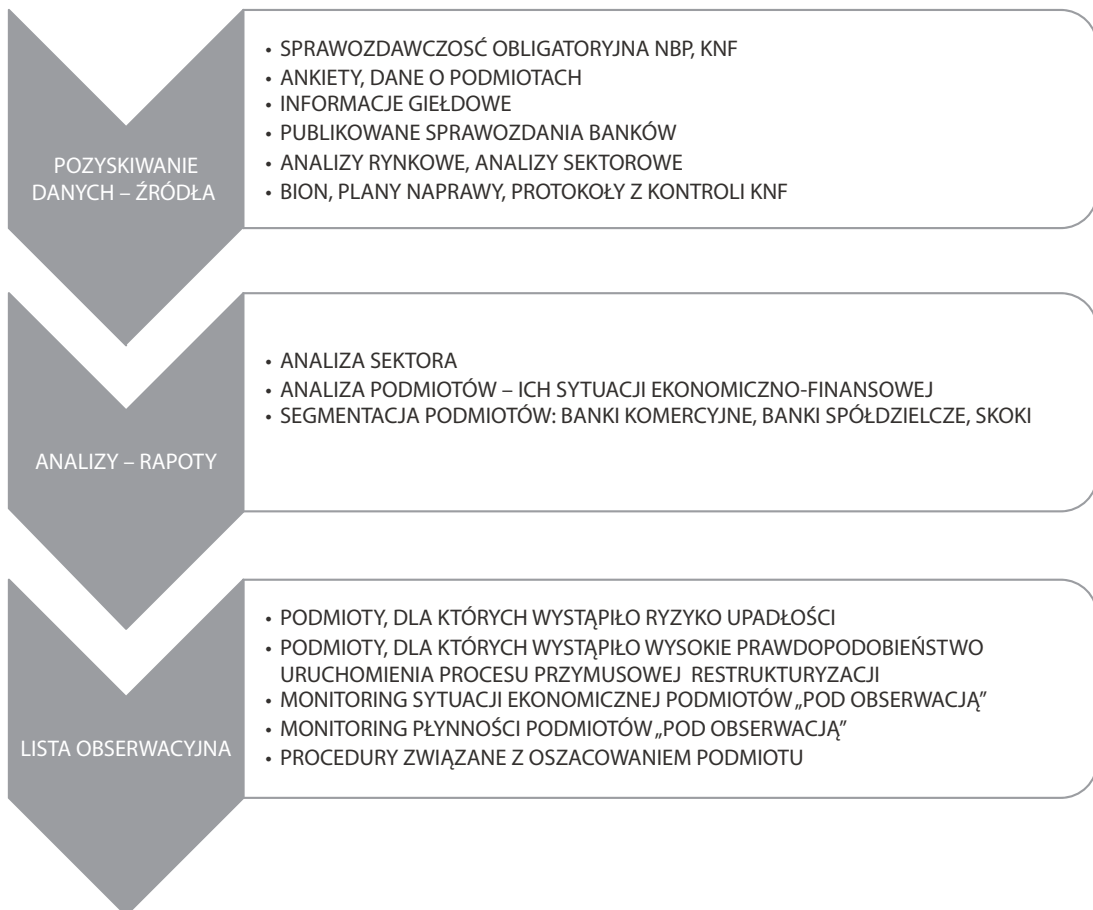 POZYSKIWANIE
DANYCH – ŹRÓDŁA
• SPRAWOZDAWCZOSĆ OBLIGATORYJNA NBP, KNF
• ANKIETY, DANE O PODMIOTACH
• INFORMACJE GIEŁDOWE
• PUBLIKOWANE SPRAWOZDANIA BANKÓW
• ANALIZY RYNKOWE, ANALIZY SEKTOROWE
• BION, PLANY NAPRAWY, PROTOKOŁY Z KONTROLI KNF
ANALIZY – RAPOTY
• ANALIZA SEKTORA
• ANALIZA PODMIOTÓW – ICH SYTUACJI EKONOMICZNO-FINANSOWEJ
• SEGMENTACJA PODMIOTÓW: BANKI KOMERCYJNE, BANKI SPÓŁDZIELCZE, SKOKI
LISTA OBSERWACYJNA
• PODMIOTY, DLA KTÓRYCH WYSTĄPIŁO RYZYKO UPADŁOŚCI
• PODMIOTY, DLA KTÓRYCH WYSTĄPIŁO WYSOKIE PRAWDOPODOBIEŃSTWO
URUCHOMIENIA PROCESU PRZYMUSOWEJ RESTRUKTURYZACJI
• MONITORING SYTUACJI EKONOMICZNEJ PODMIOTÓW „POD OBSERWACJĄ”
• MONITORING PŁYNNOŚCI PODMIOTÓW „POD OBSERWACJĄ”
• PROCEDURY ZWIĄZANE Z OSZACOWANIEM PODMIOTU